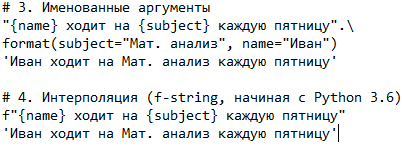 # 3. Именованные аргументы
"{name} ходит на {subject} каждую пятницу".\
format(subject="Мат. анализ", name="Иван")
'Иван ходит на Мат. анализ каждую пятницу'
# 4. Интерполяция (f-string, начиная с Python 3.6)
f"{name} ходит на {subject} каждую пятницу"
'Иван ходит на Мат. анализ каждую пятницу'